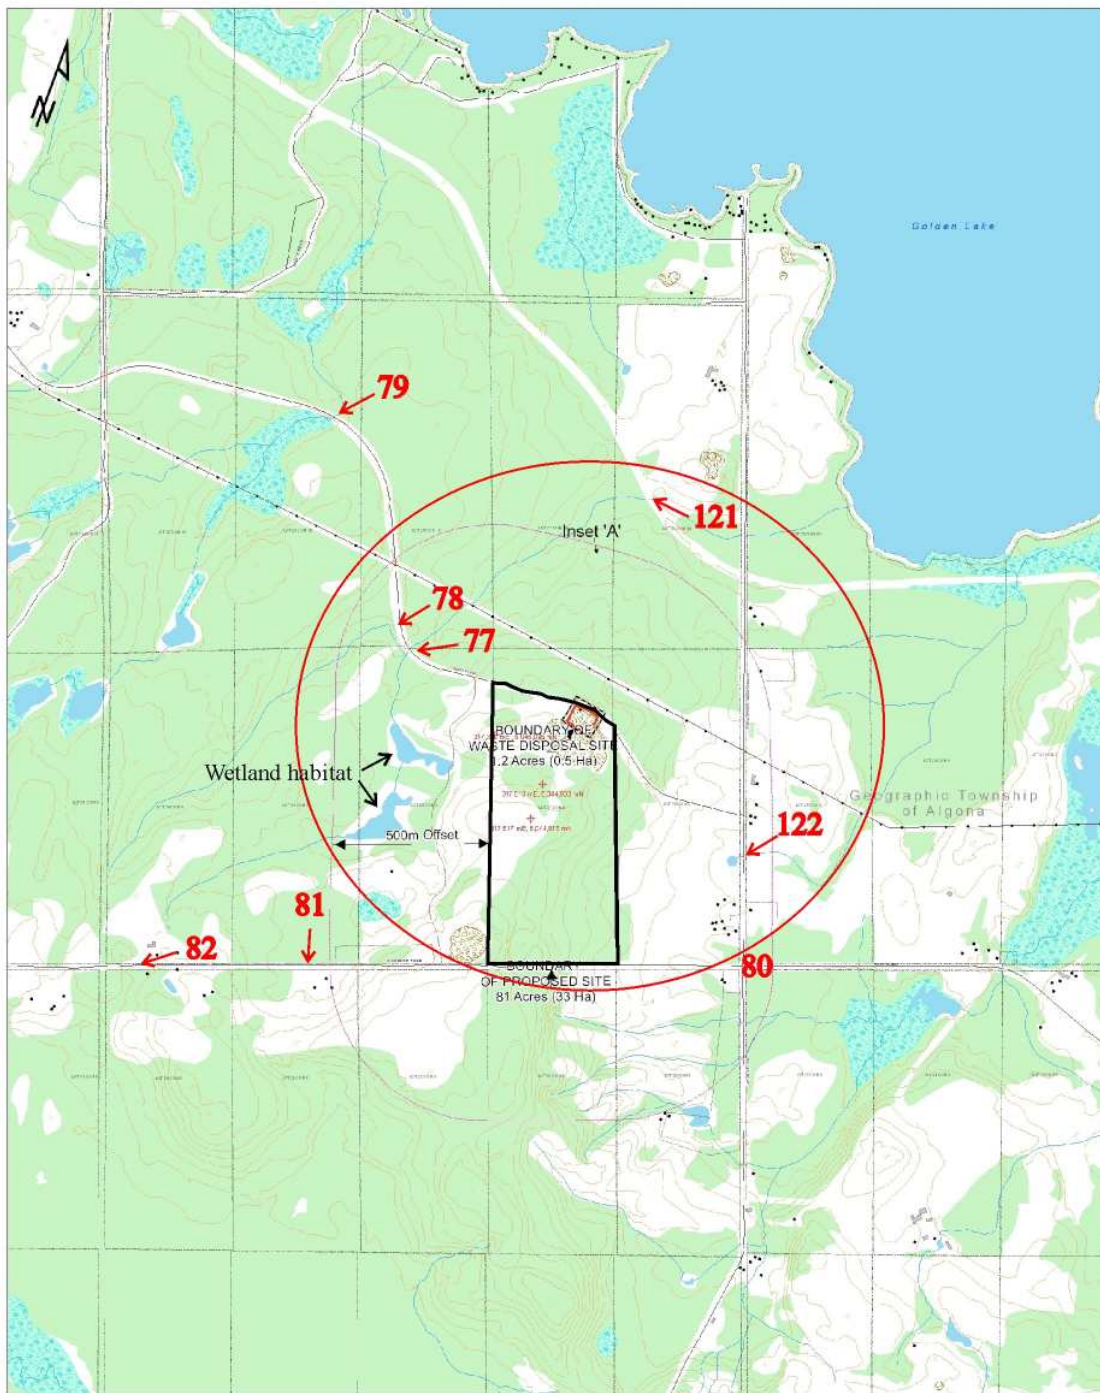 N
Golden Lake
79
121
Inset 'A'
78
77
BOUNDARY OF
WASTE DISPOSAL SITE
1.2 Acres (0.5 Ha)
Wetland habitat
Geographic Township
of Algona
122
500m Offset
81
82
80
BOUNDARY
OF PROPOSED SITE
81 Acres (33 Ha)